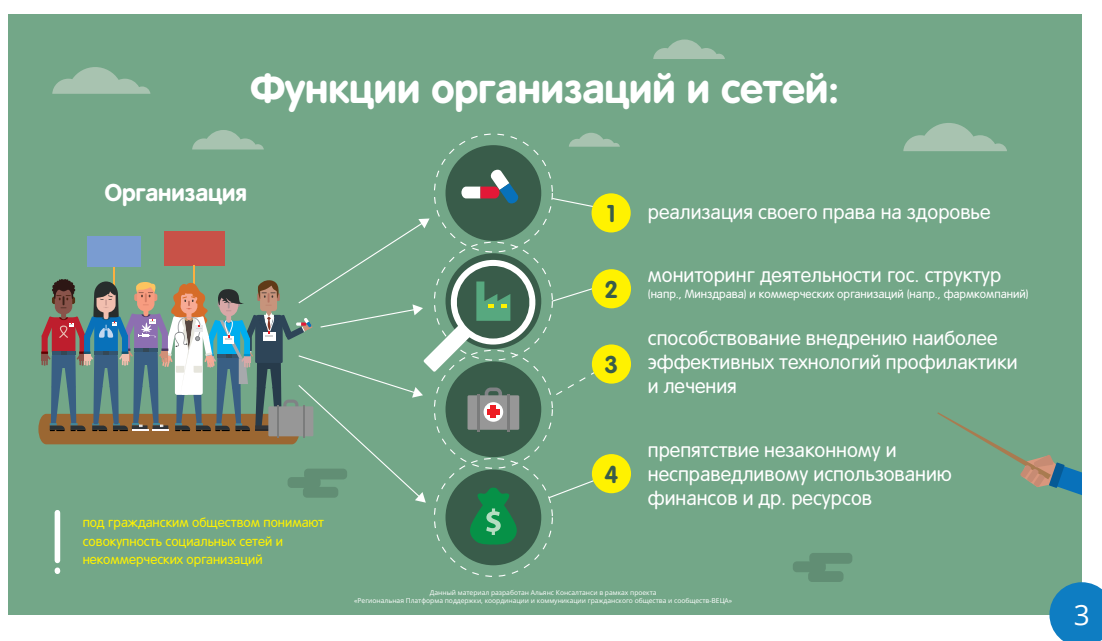 Функции организаций и сетей:
Организация
1
реализация своего права на здоровье
2
мониторинг деятельности гос. структур
(напр., Минздрава) и коммерческих организаций (напр., фармкомпаний)
3
способствование внедрению наиболее
эффективных технологий профилактики
и лечения
4
препятствие незаконному и
несправедливому использованию
финансов и др. ресурсов
$
!
под гражданским обществом понимают
совокупность социальных сетей и
некоммерческих организаций
Данный материал разработан Альянс Консалтанси в рамках проекта
«Региональная Платформа поддержки, координации и коммуникации гражданского общества и сообществ-ВЕЦА»
3